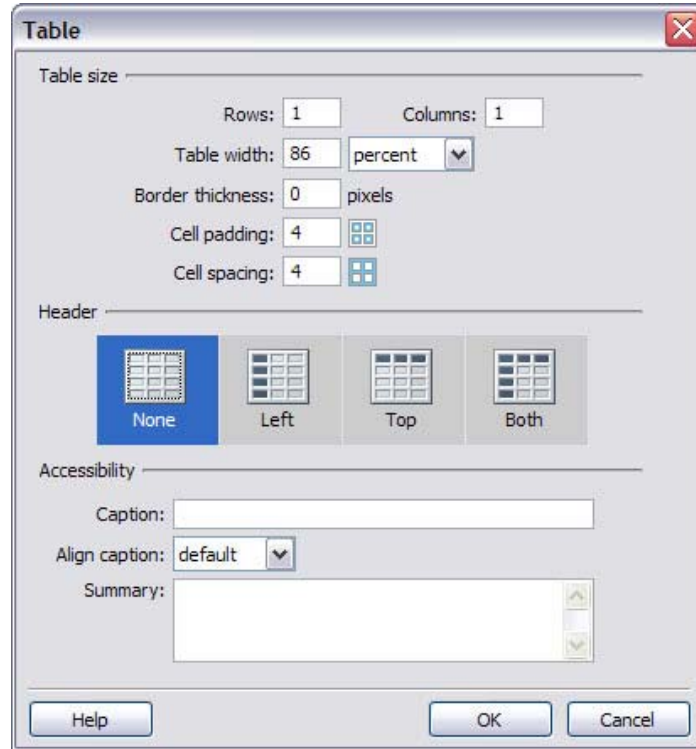 Table
Table size
Rows: 1 Columns: 1
Table width: 86 percent
Border thickness: 0 pixels
Cell padding: 4
Cell spacing: 4
Header
None Left Top Both
Accessibility
Caption:
Align caption: default
Summary:
Help OK Cancel